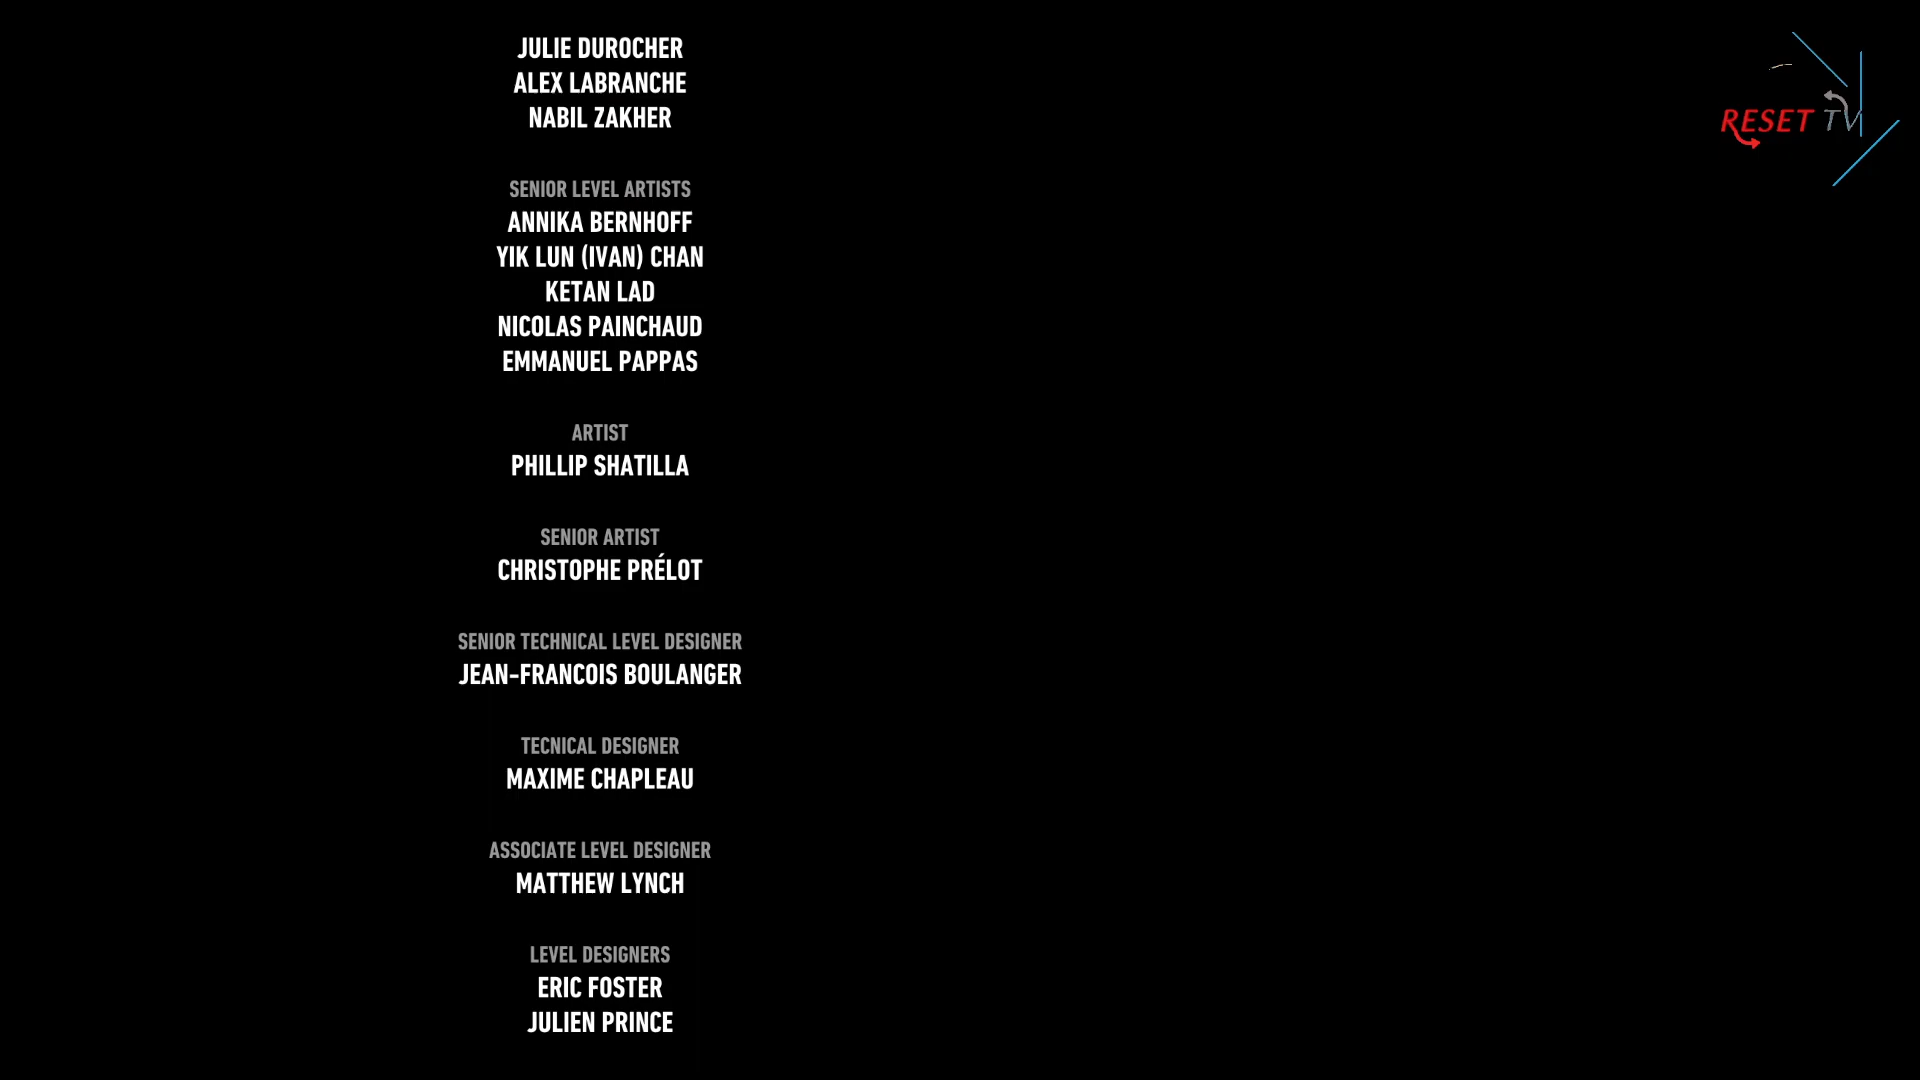 JULIE DUROCHER
ALEX LABRANCHE
NABIL ZAKHER
RESET TV
SENIOR LEVEL ARTISTS
ANNIKA BERNHOFF
YIK LUN (IVAN) CHAN
KETAN LAD
NICOLAS PAINCHAUD
EMMANUEL PAPPAS
ARTIST
PHILLIP SHATILLA
SENIOR ARTIST
CHRISTOPHE PRÉLOT
SENIOR TECHNICAL LEVEL DESIGNER
JEAN-FRANCOIS BOULANGER
TECNICAL DESIGNER
MAXIME CHAPLEAU
ASSOCIATE LEVEL DESIGNER
MATTHEW LYNCH
LEVEL DESIGNERS
ERIC FOSTER
JULIEN PRINCE